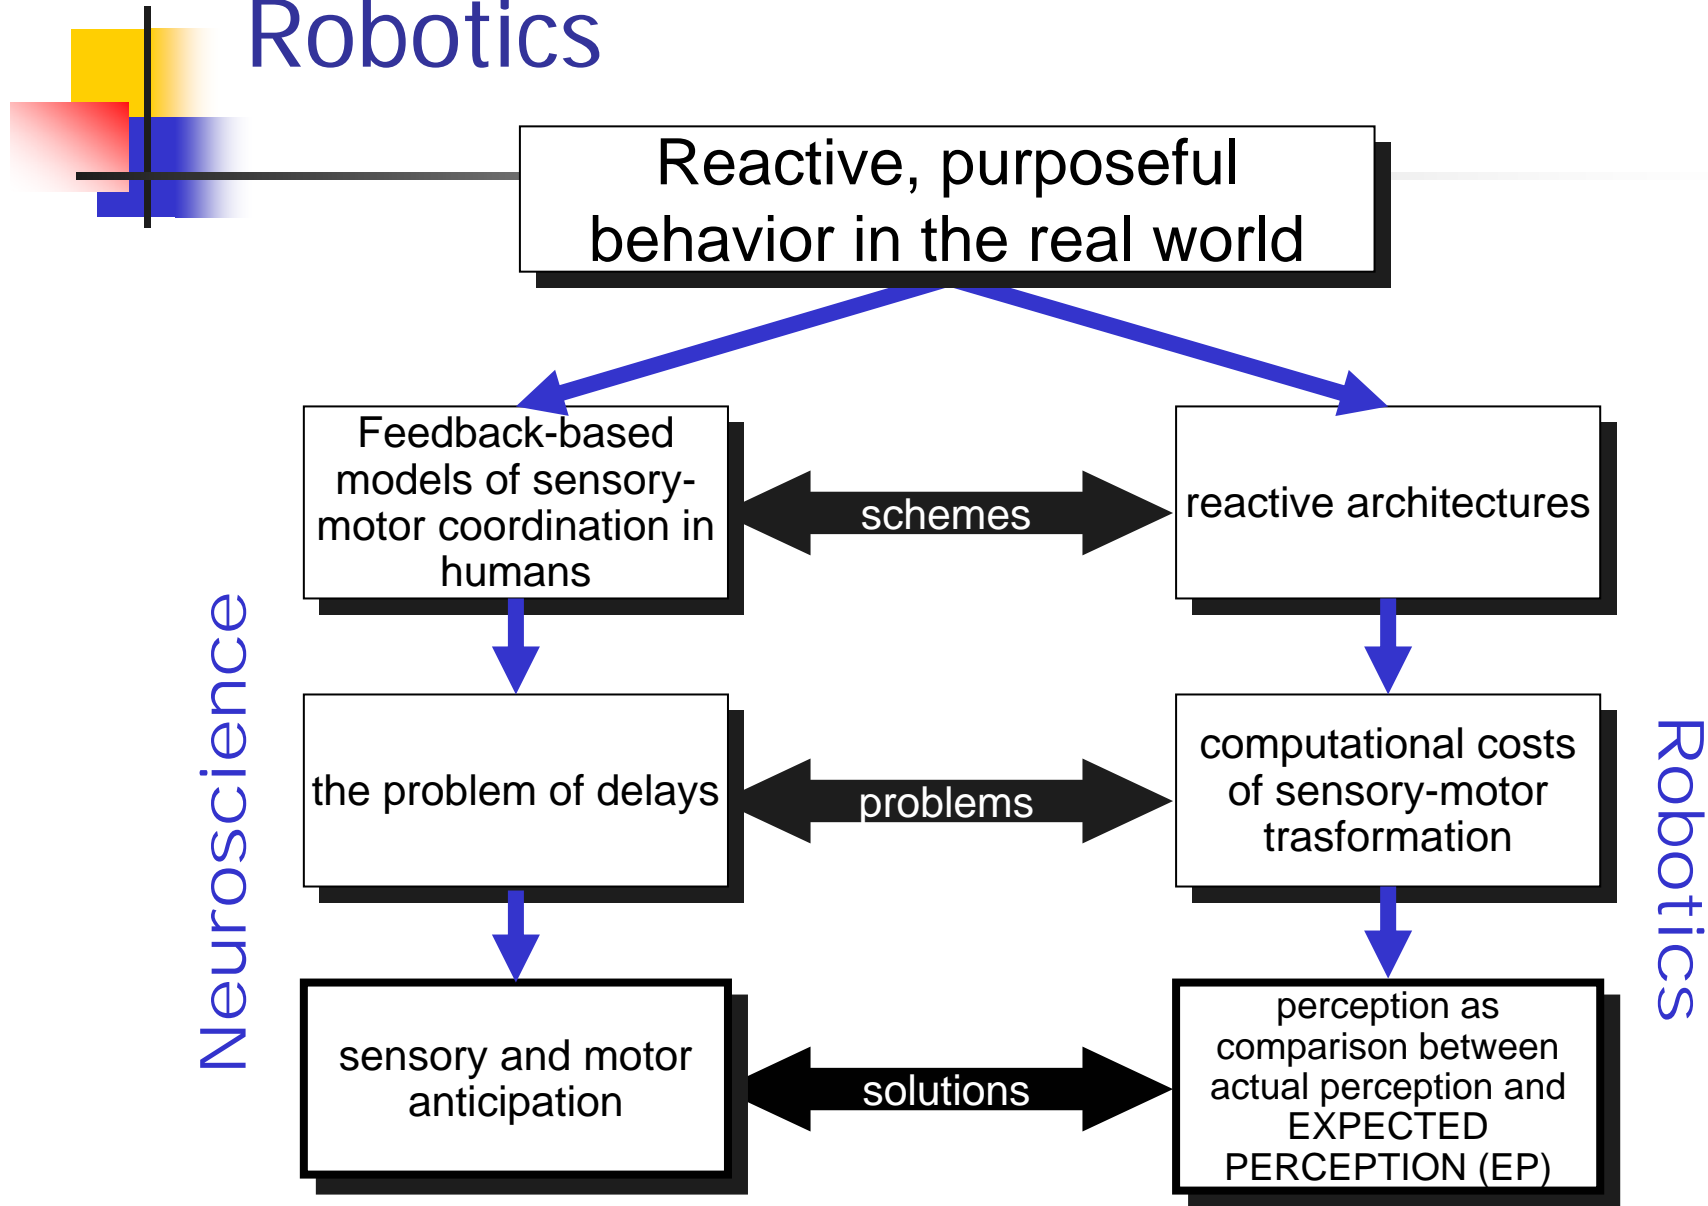 Robotics
Reactive, purposeful
behavior in the real world
Feedback-based
models of sensory-
motor coordination in
humans
schemes
reactive architectures
Neuroscience
the problem of delays
problems
computational costs
of sensory-motor
trasformation
Robotics
sensory and motor
anticipation
solutions
perception as
comparison between
actual perception and
EXPECTED
PERCEPTION (EP)